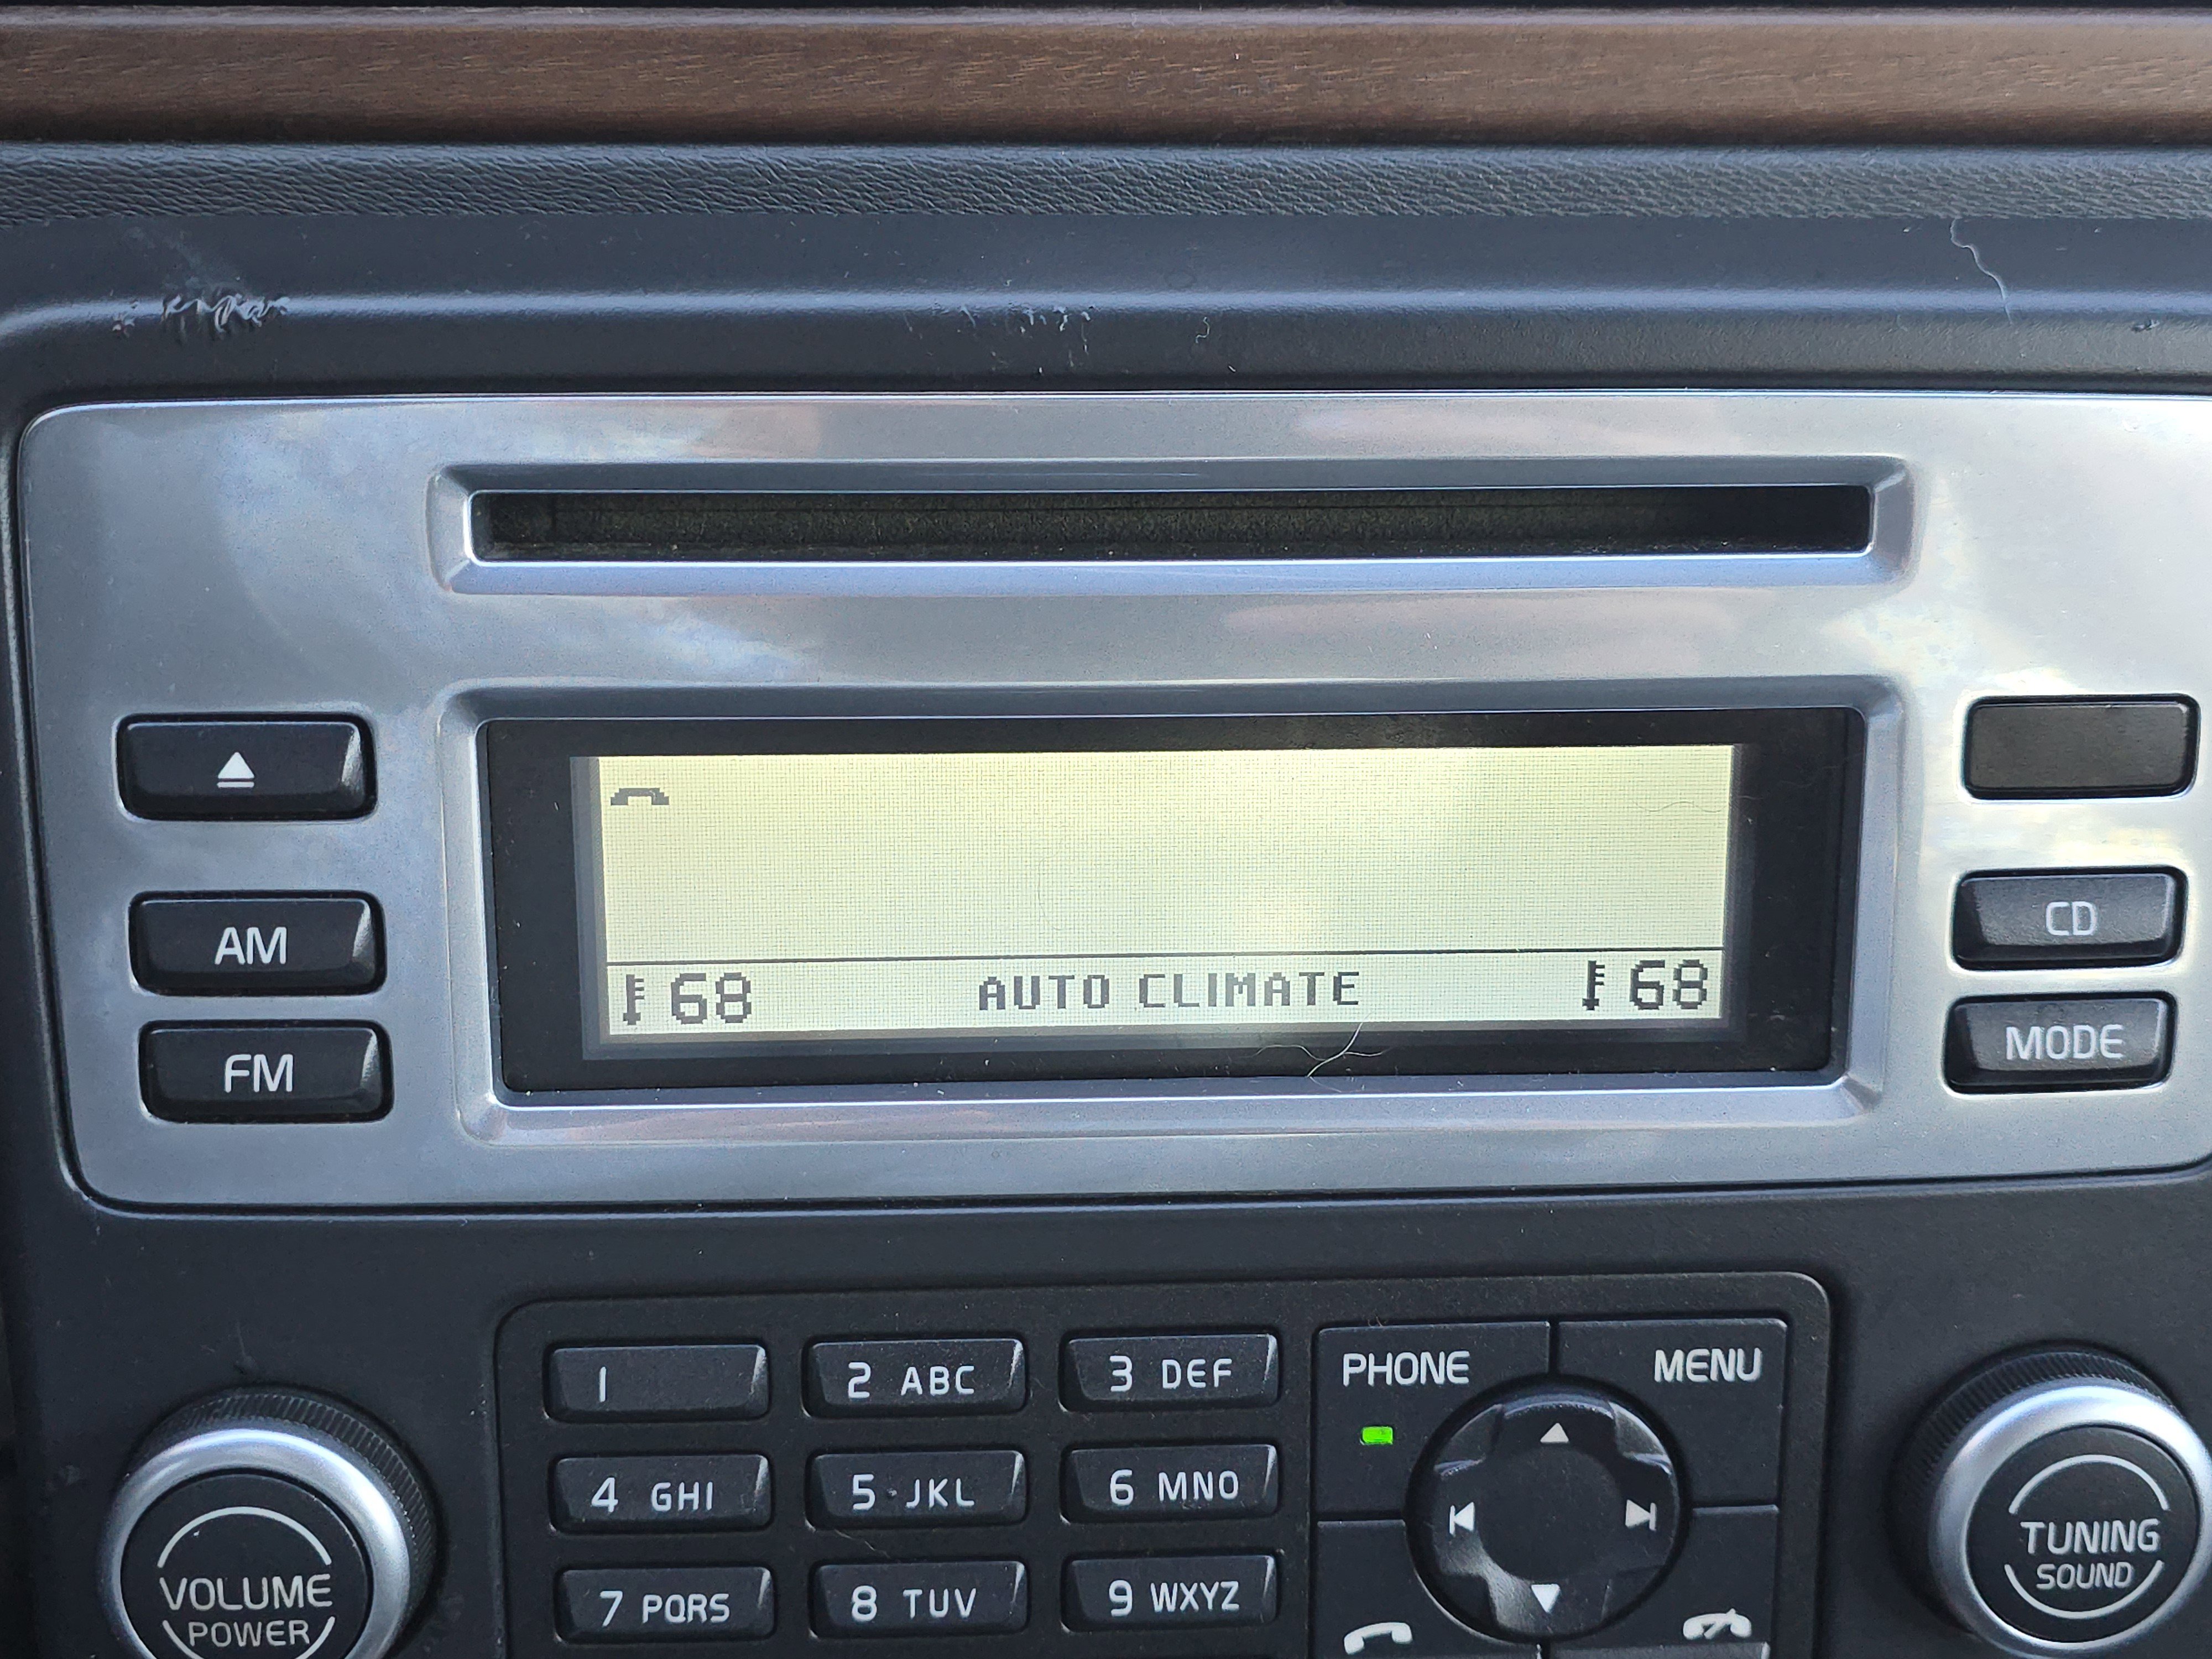 AM
FM
68 AUTO CLIMATE 68
CD
MODE
1
2 ABC
3 DEF
4 GHI
5 JKL
6 MNO
7 PQRS
8 TUV
9 WXYZ
PHONE
MENU
VOLUME
POWER
TUNING
SOUND